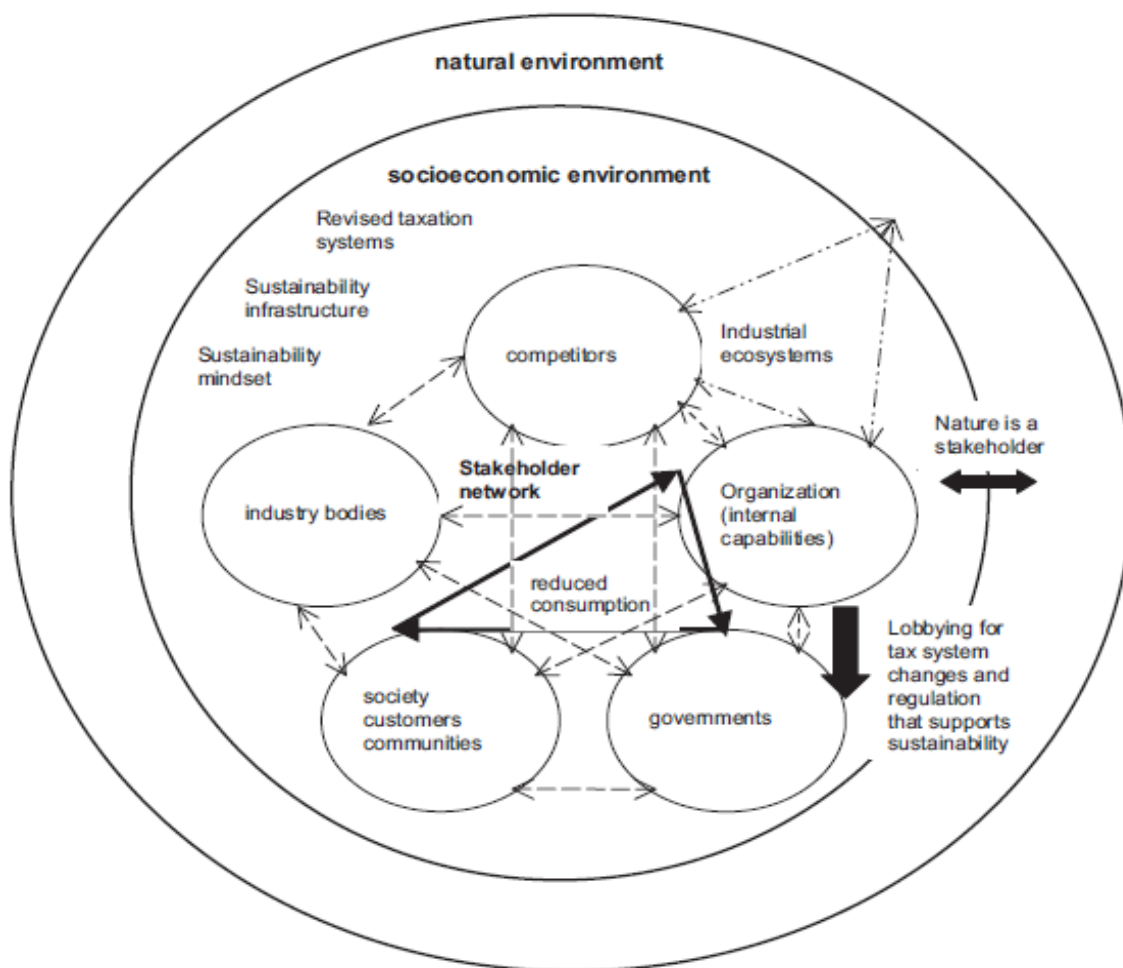 natural environment
socioeconomic environment
Revised taxation
systems
Sustainability
infrastructure
Sustainability
mindset
competitors
Industrial
ecosystems
Nature is a
stakeholder
Stakeholder
network
industry bodies
Organization
(internal
capabilities)
reduced
consumption
Lobbying for
tax system
changes and
regulation
that supports
sustainability
society
customers
communities
governments